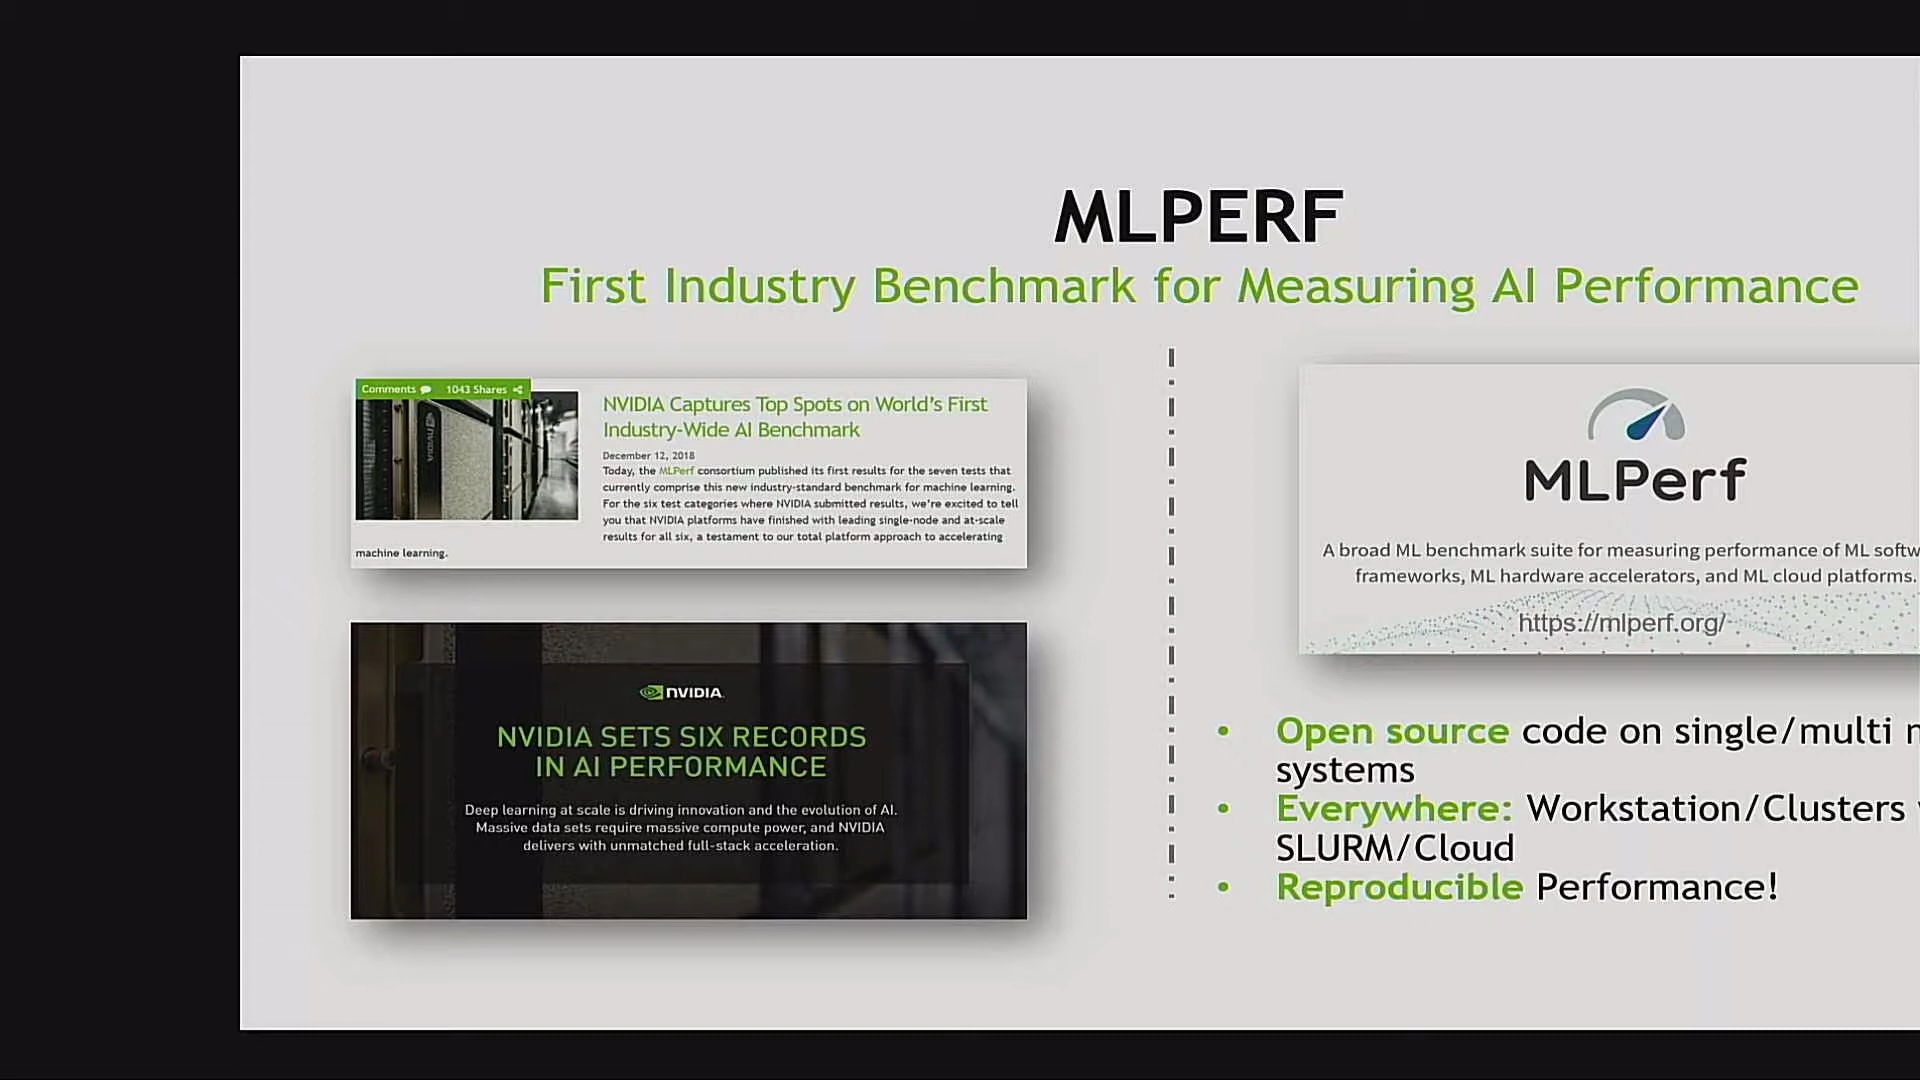 MLPERF
First Industry Benchmark for Measuring AI Performance
Comments 1043 Shares
NVIDIA Captures Top Spots on World's First
Industry-Wide AI Benchmark
December 12, 2018
Today, the MLPerf consortium published its first results for the seven tests that
currently comprise this new industry-standard benchmark for machine learning.
For the six test categories where NVIDIA submitted results, we're excited to tell
you that NVIDIA platforms have finished with leading single-node and at-scale
results for all six, a testament to our total platform approach to accelerating
machine learning.
NVIDIA
NVIDIA SETS SIX RECORDS
IN AI PERFORMANCE
Deep learning at scale is driving innovation and the evolution of AI.
Massive data sets require massive compute power, and NVIDIA
delivers with unmatched full-stack acceleration.
MLPerf
A broad ML benchmark suite for measuring performance of ML
frameworks, ML hardware accelerators, and ML cloud platforms.
https://mlperf.org/
• Open source code on single/multi
systems
• Everywhere: Workstation/Clusters
SLURM/Cloud
• Reproducible Performance!